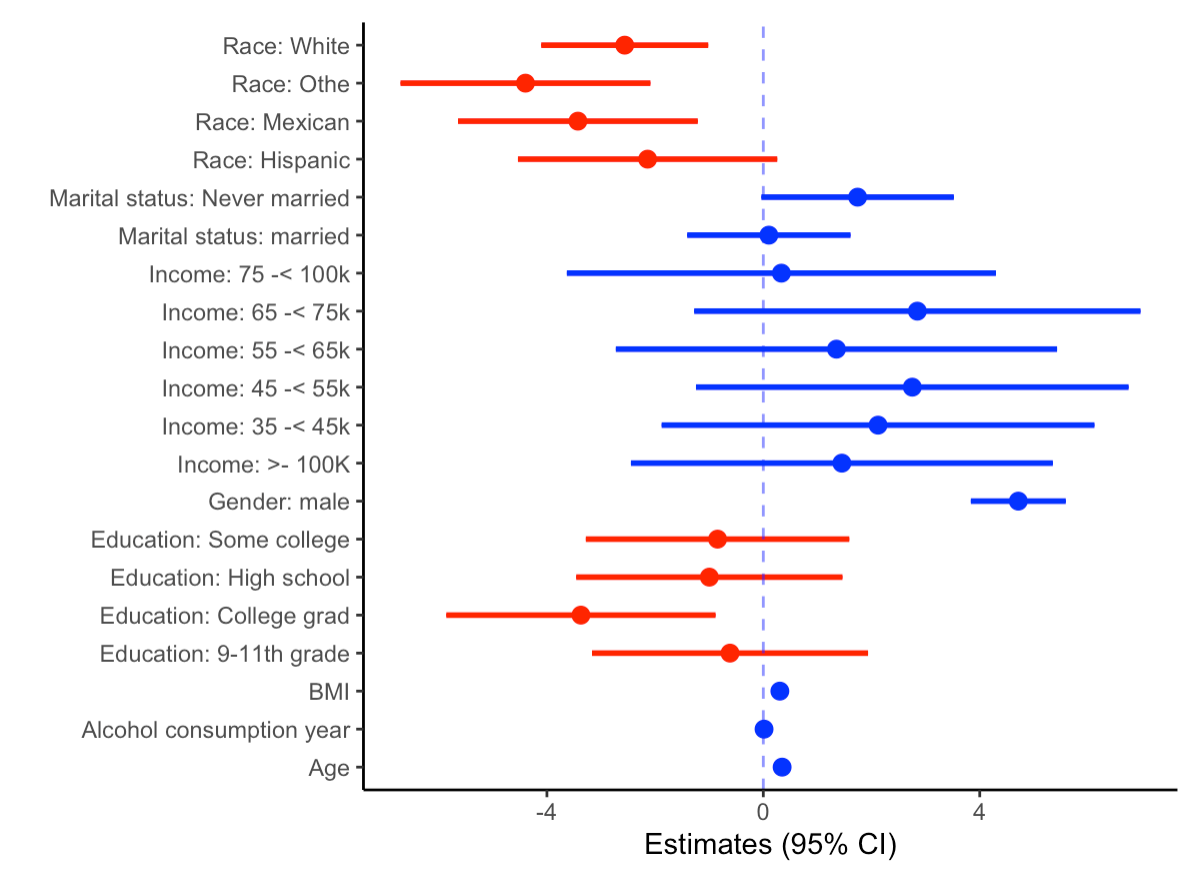 Race: White
Race: Othe
Race: Mexican
Race: Hispanic
Marital status: Never married
Marital status: married
Income: 75 -< 100k
Income: 65 -< 75k
Income: 55 -< 65k
Income: 45 -< 55k
Income: 35 -< 45k
Income: >- 100K
Gender: male
Education: Some college
Education: High school
Education: College grad
Education: 9-11th grade
BMI
Alcohol consumption year
Age
-4 0 4
Estimates (95% CI)